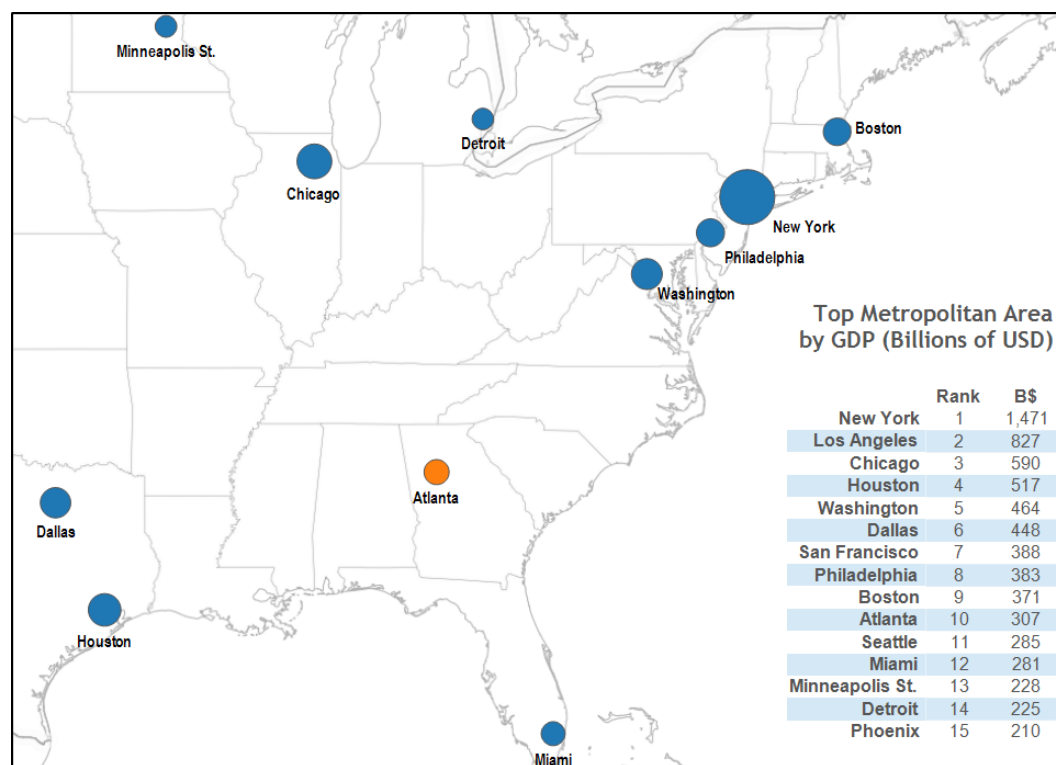 Minneapolis St.
Detroit
Boston
Chicago
New York
Philadelphia
Washington
Atlanta
Dallas
Houston
Miami
Top Metropolitan Area
by GDP (Billions of USD)
Rank B$
New York 1 1,471
Los Angeles 2 827
Chicago 3 590
Houston 4 517
Washington 5 464
Dallas 6 448
San Francisco 7 388
Philadelphia 8 383
Boston 9 371
Atlanta 10 307
Seattle 11 285
Miami 12 281
Minneapolis St. 13 228
Detroit 14 225
Phoenix 15 210